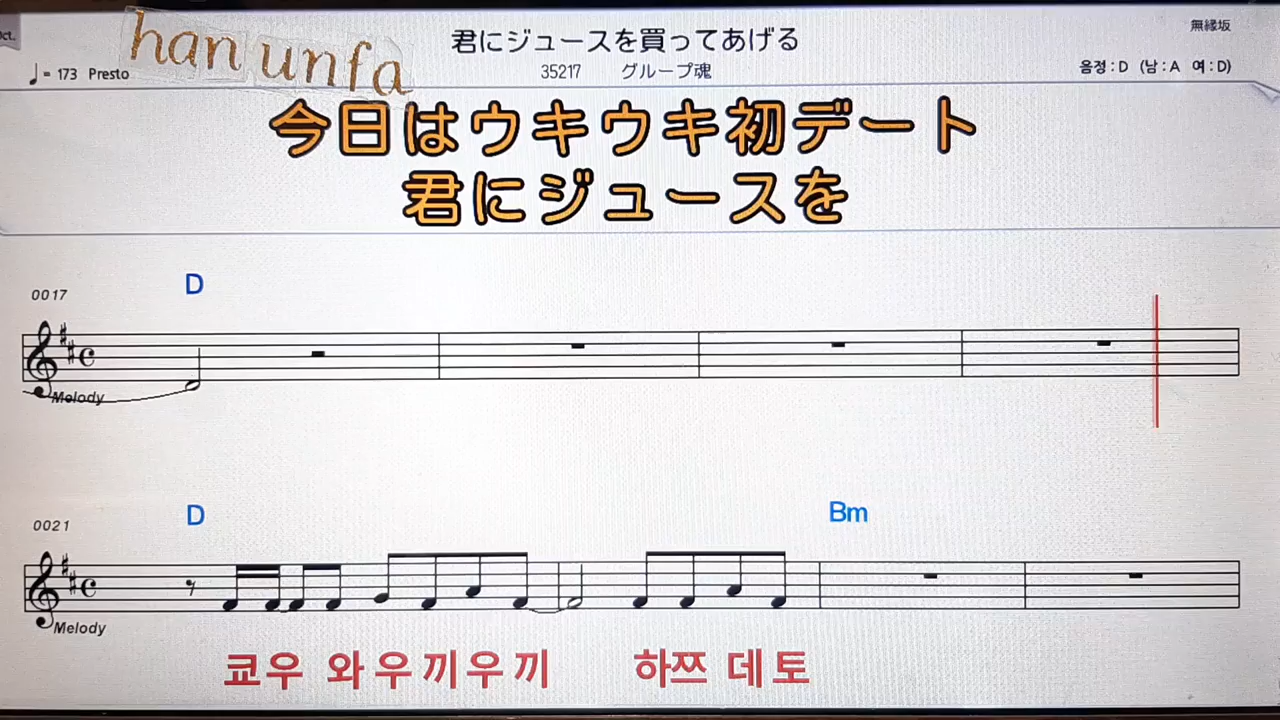 ct.
han unfa
君にジュースを買ってあげる
無縁坂
♩= 173 Presto
35217 グループ魂
음정 : D (남 : A 여 : D)
今日はウキウキ初デート
君にジュースを
0017
D
Melody
0021
D
Bm
Melody
쿄우 와우끼우끼 하쯔 데토